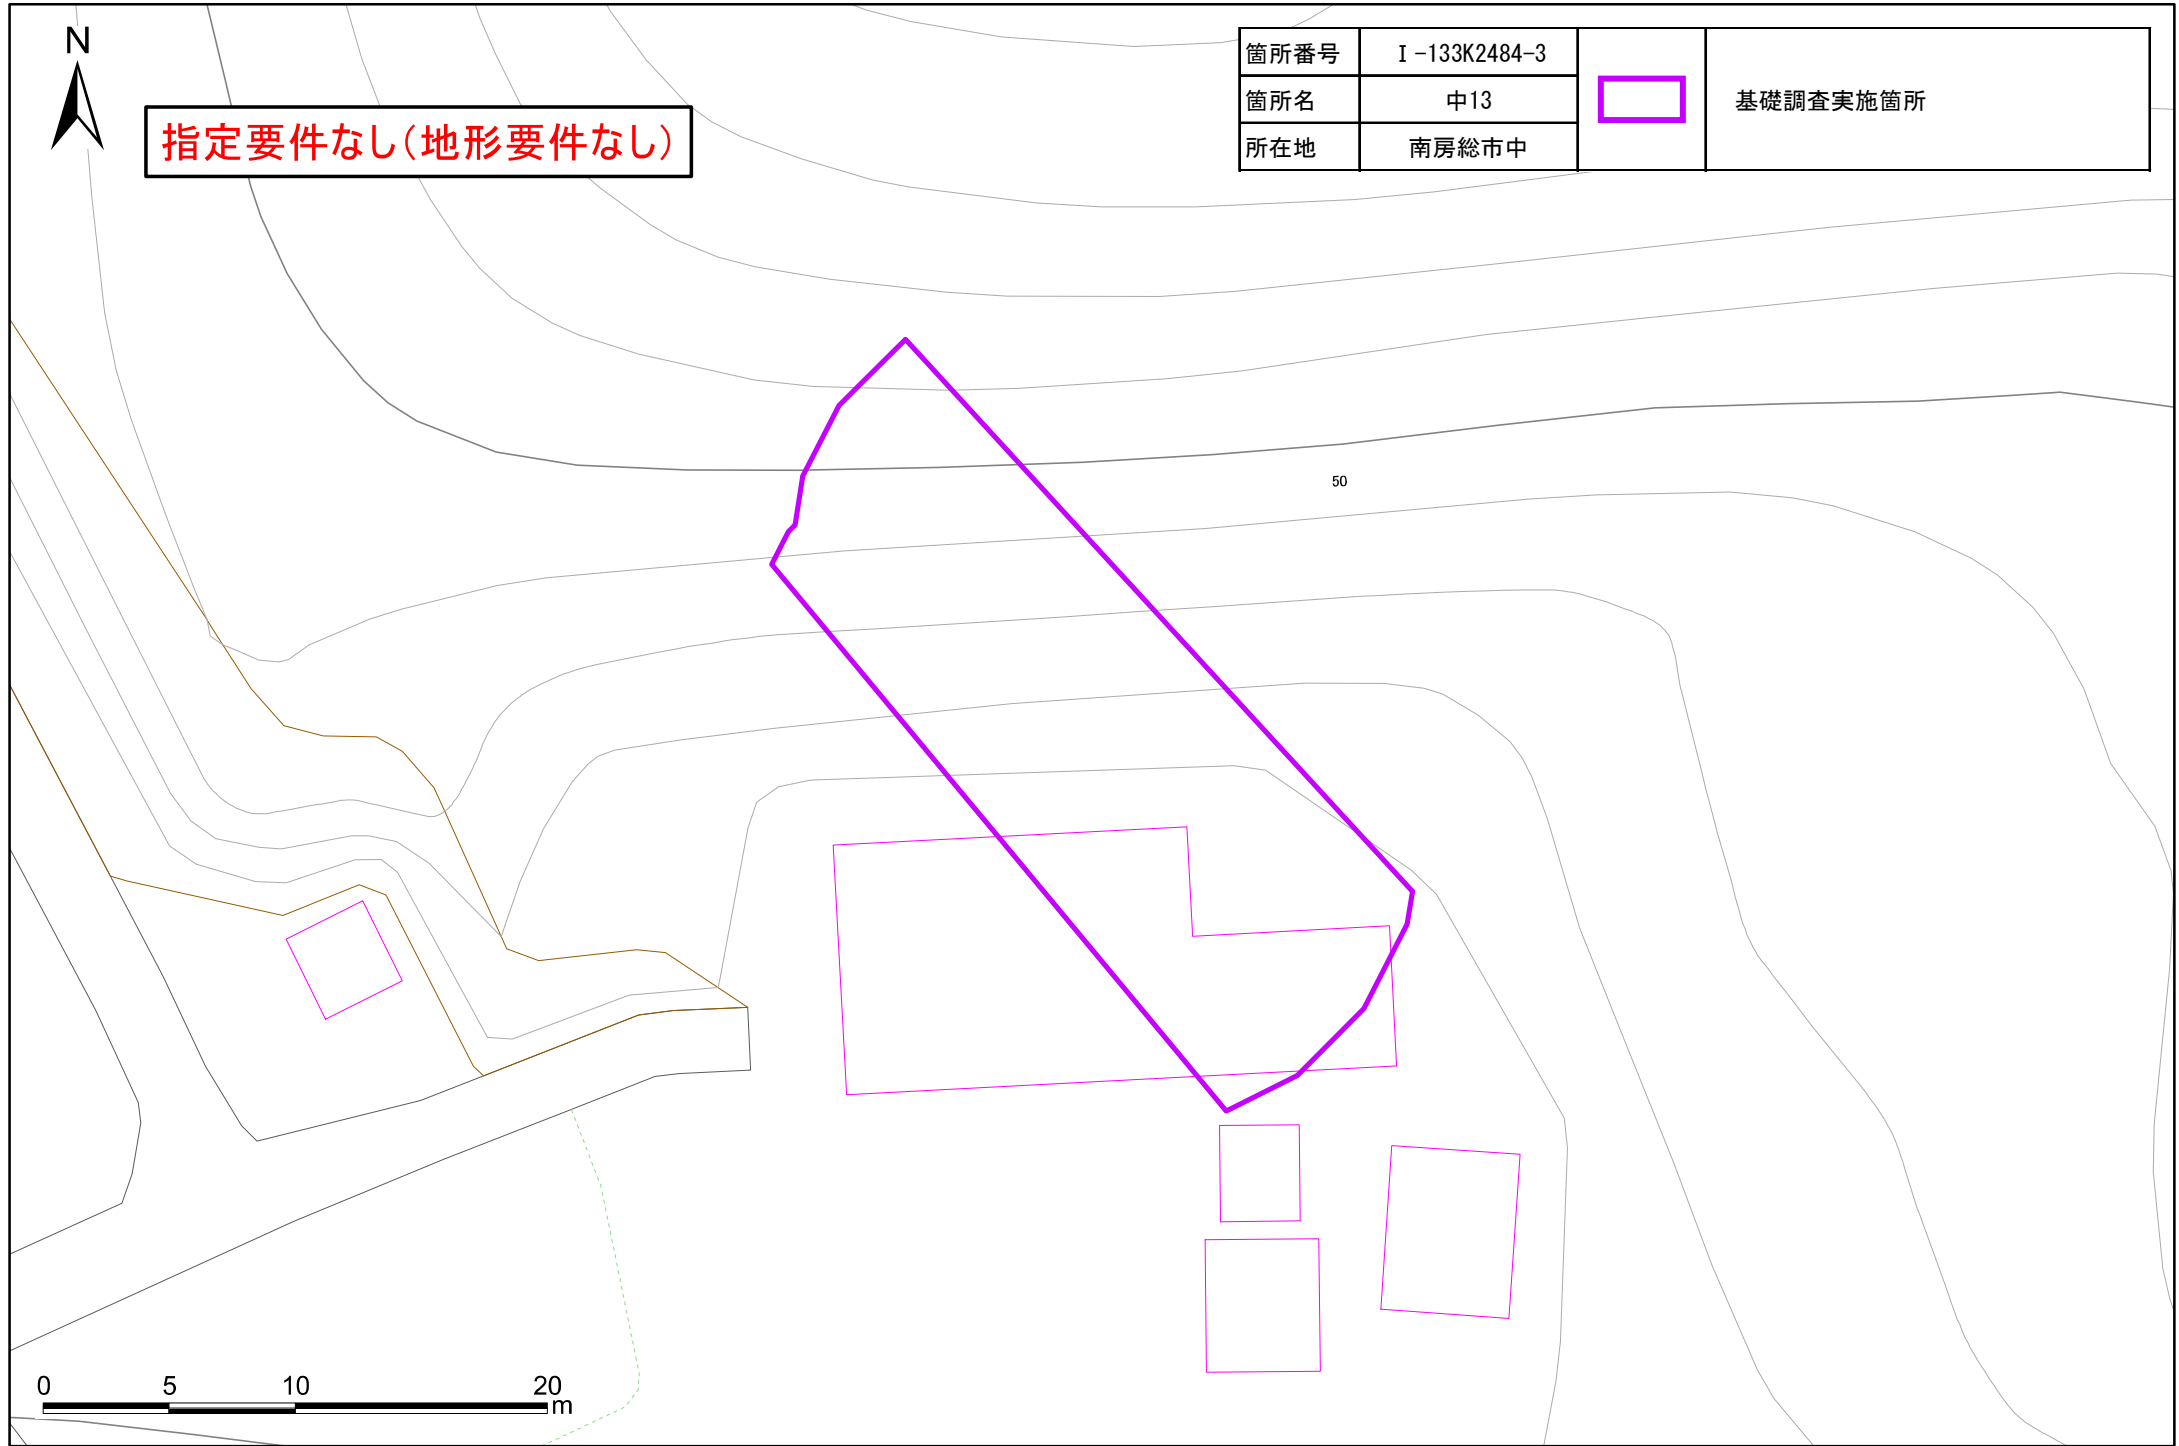 N
指定要件なし(地形要件なし)
箇所番号 Ⅰ-133K2484-3
箇所名 中13
所在地 南房総市中
基礎調査実施箇所
50
0 5 10 20
m